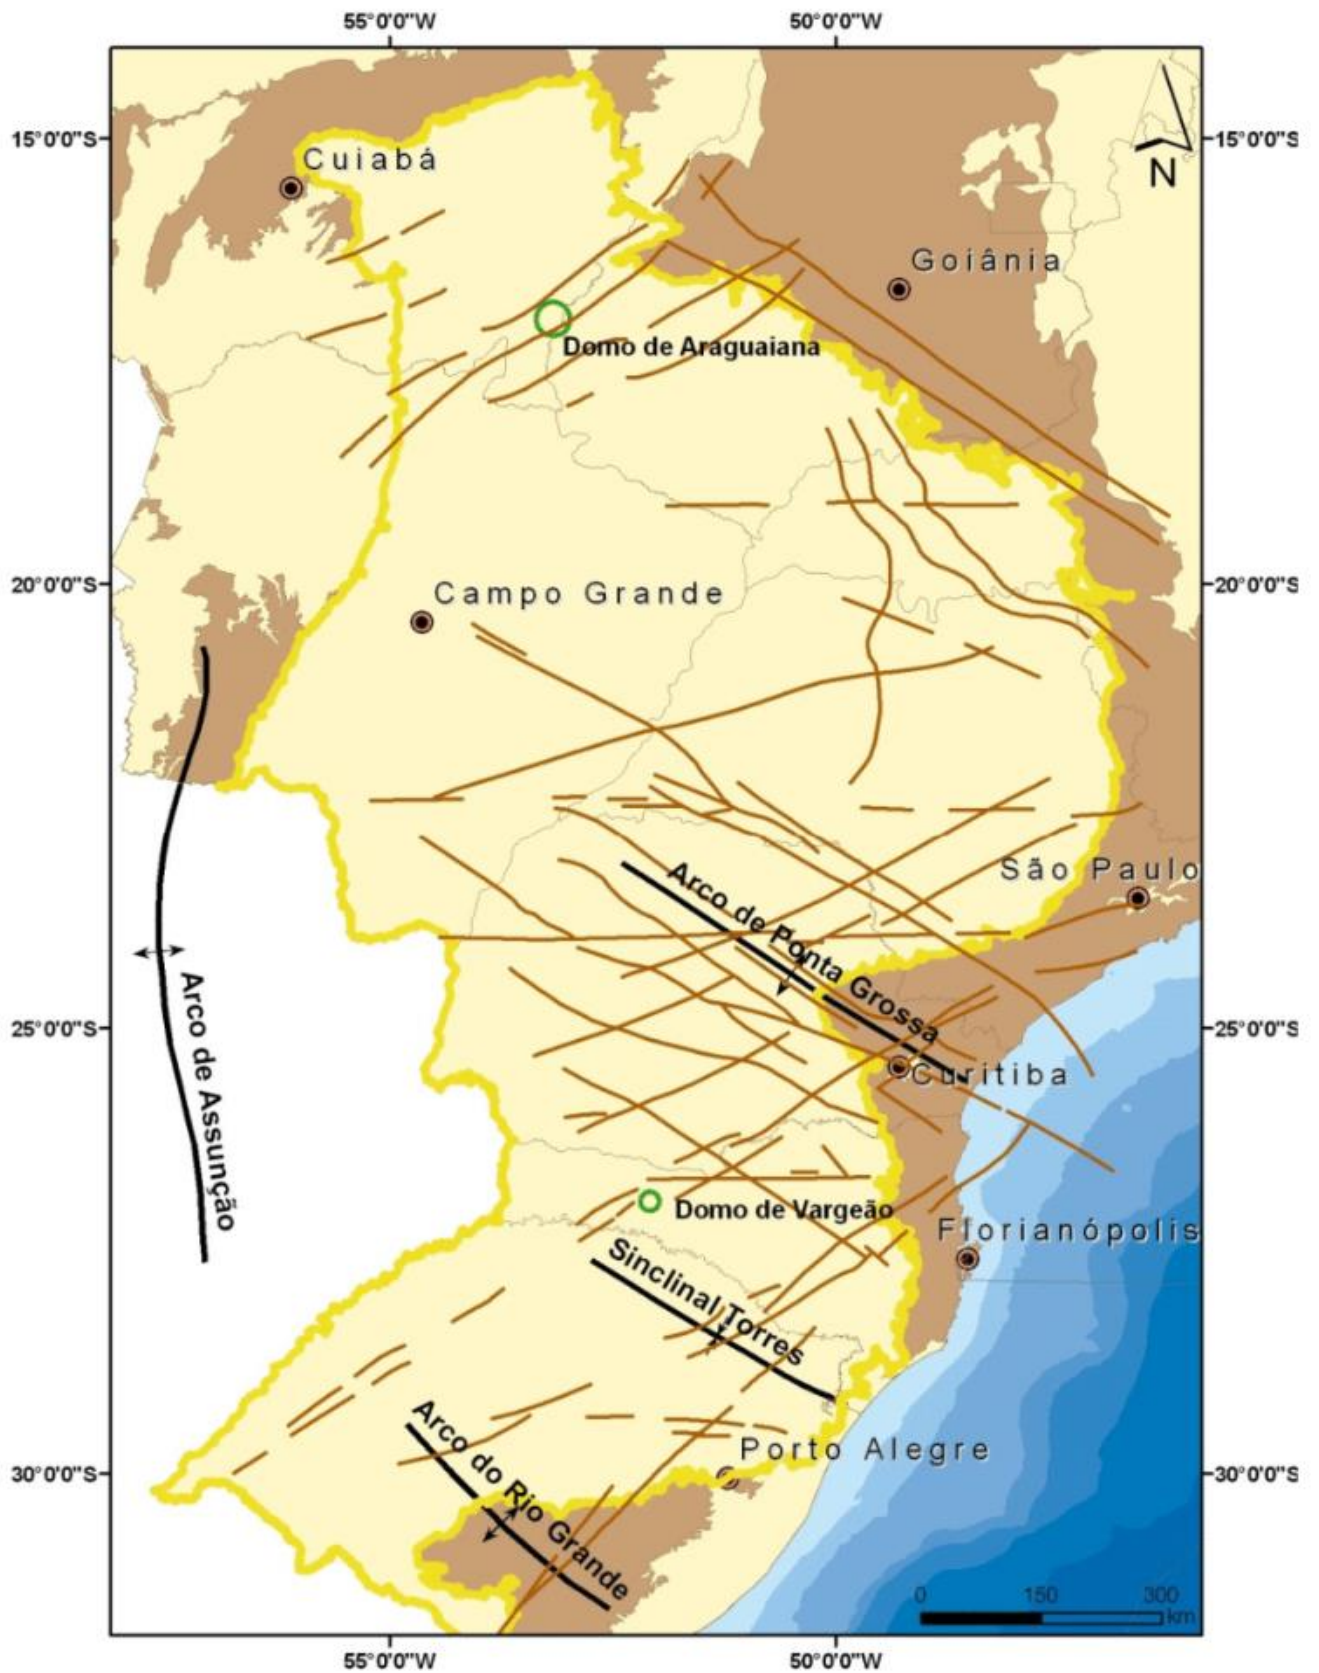 55°0'0"W 50°0'0"W
15°0'0"S 15°0'0"S
N
Cuiabá
Goiânia
Domo de Araguaiana
20°0'0"S 20°0'0"S
Campo Grande
São Paulo
Arco de Ponta Grossa
Arco de Assunção
25°0'0"S 25°0'0"S
Curitiba
Domo de Vargeão
Florianópolis
Sinclinal Torres
Arco do Rio Grande
Porto Alegre
30°0'0"S 30°0'0"S
0 150 300
km
55°0'0"W 50°0'0"W